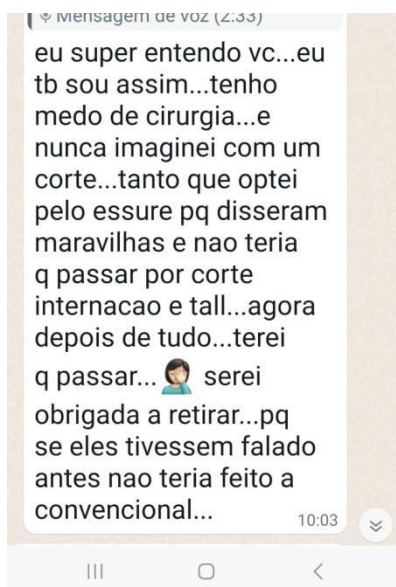 Mensagem de voz (2:33)
eu super entendo vc...eu
tb sou assim...tenho
medo de cirurgia...e
nunca imaginei com um
corte...tanto que optei
pelo essure pq disseram
maravilhas e nao teria
q passar por corte
internacao e tall...agora
depois de tudo...terei
q passar...🤦🏻‍♀️ serei
obrigada a retirar...pq
se eles tivessem falado
antes nao teria feito a
convencional...
10:03